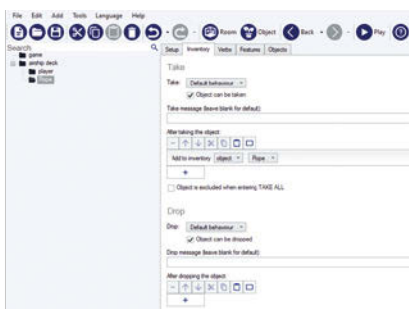 File Edit Add Tools Language Help
Room Object Back Play
Search
game
airship deck
player
Rope
Setup Inventory Verbs Features Objects
Take
Take: Default behaviour
Object can be taken
Take message (leave blank for default)
After taking the object:
Add to inventory object Rope
Object is excluded when entering TAKE ALL
Drop
Drop: Default behaviour
Object can be dropped
Drop message (leave blank for default)
After dropping the object: